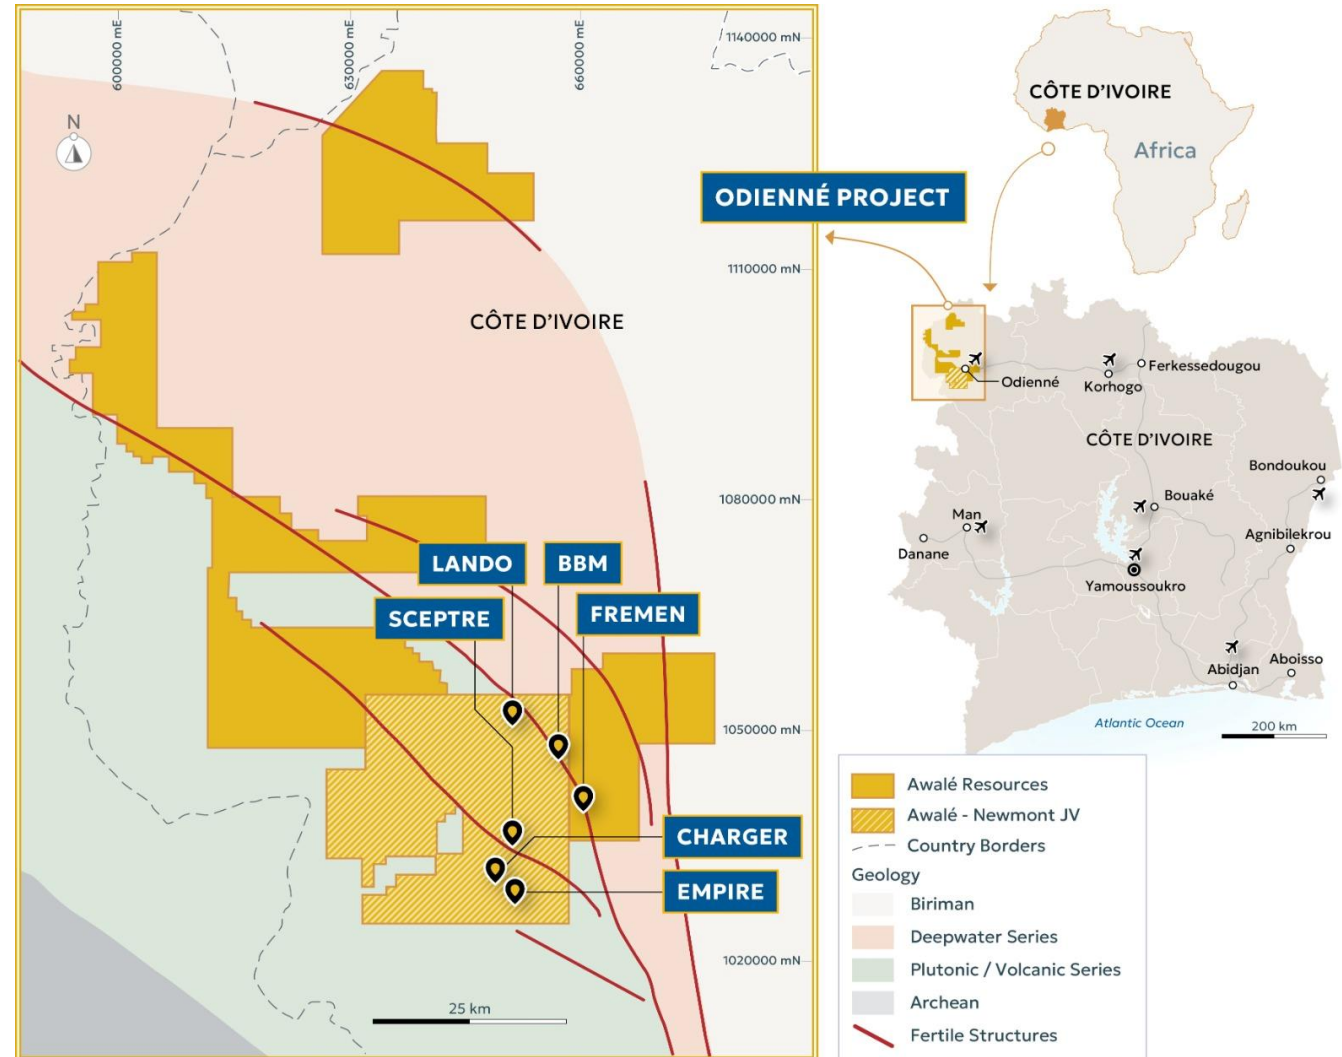 600000 mE
630000 mE
660000 mE
1140000 mN
1110000 mN
1080000 mN
1050000 mN
1020000 mN
N
CÔTE D'IVOIRE
LANDO
BBM
SCEPTRE
FREMEN
CHARGER
EMPIRE
25 km
ODIENNÉ PROJECT
CÔTE D'IVOIRE
Africa
Odienné
Korhogo
Ferkessedougou
CÔTE D'IVOIRE
Bondoukou
Bouaké
Man
Danane
Agnibilekrou
Yamoussoukro
Abidjan
Aboisso
Atlantic Ocean
200 km
Awalé Resources
Awalé - Newmont JV
Country Borders
Geology
Biriman
Deepwater Series
Plutonic / Volcanic Series
Archean
Fertile Structures